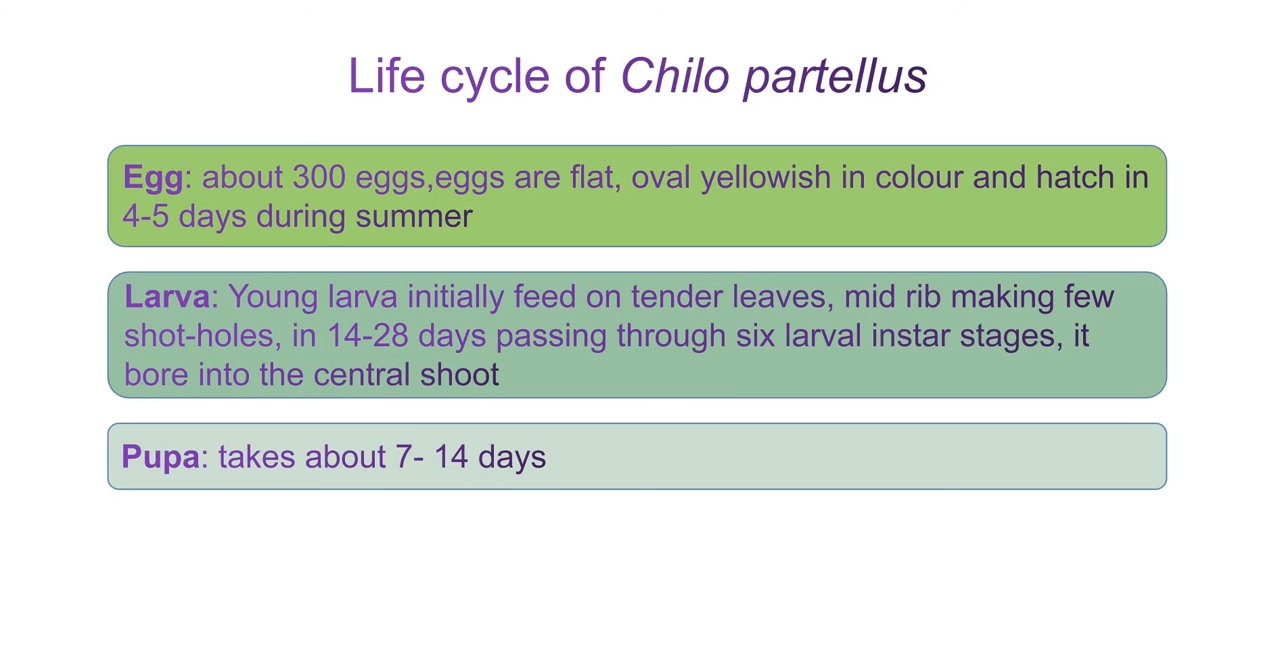 Life cycle of Chilo partellus
Egg: about 300 eggs,eggs are flat, oval yellowish in colour and hatch in
4-5 days during summer
Larva: Young larva initially feed on tender leaves, mid rib making few
shot-holes, in 14-28 days passing through six larval instar stages, it
bore into the central shoot
Pupa: takes about 7- 14 days